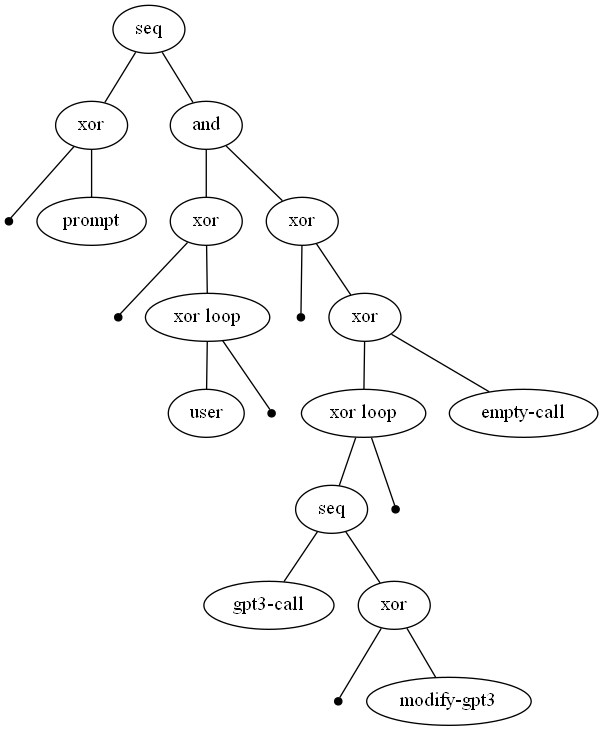 seq
xor
and
prompt
xor
xor
xor loop
xor
user
xor loop
empty-call
seq
gpt3-call
xor
modify-gpt3